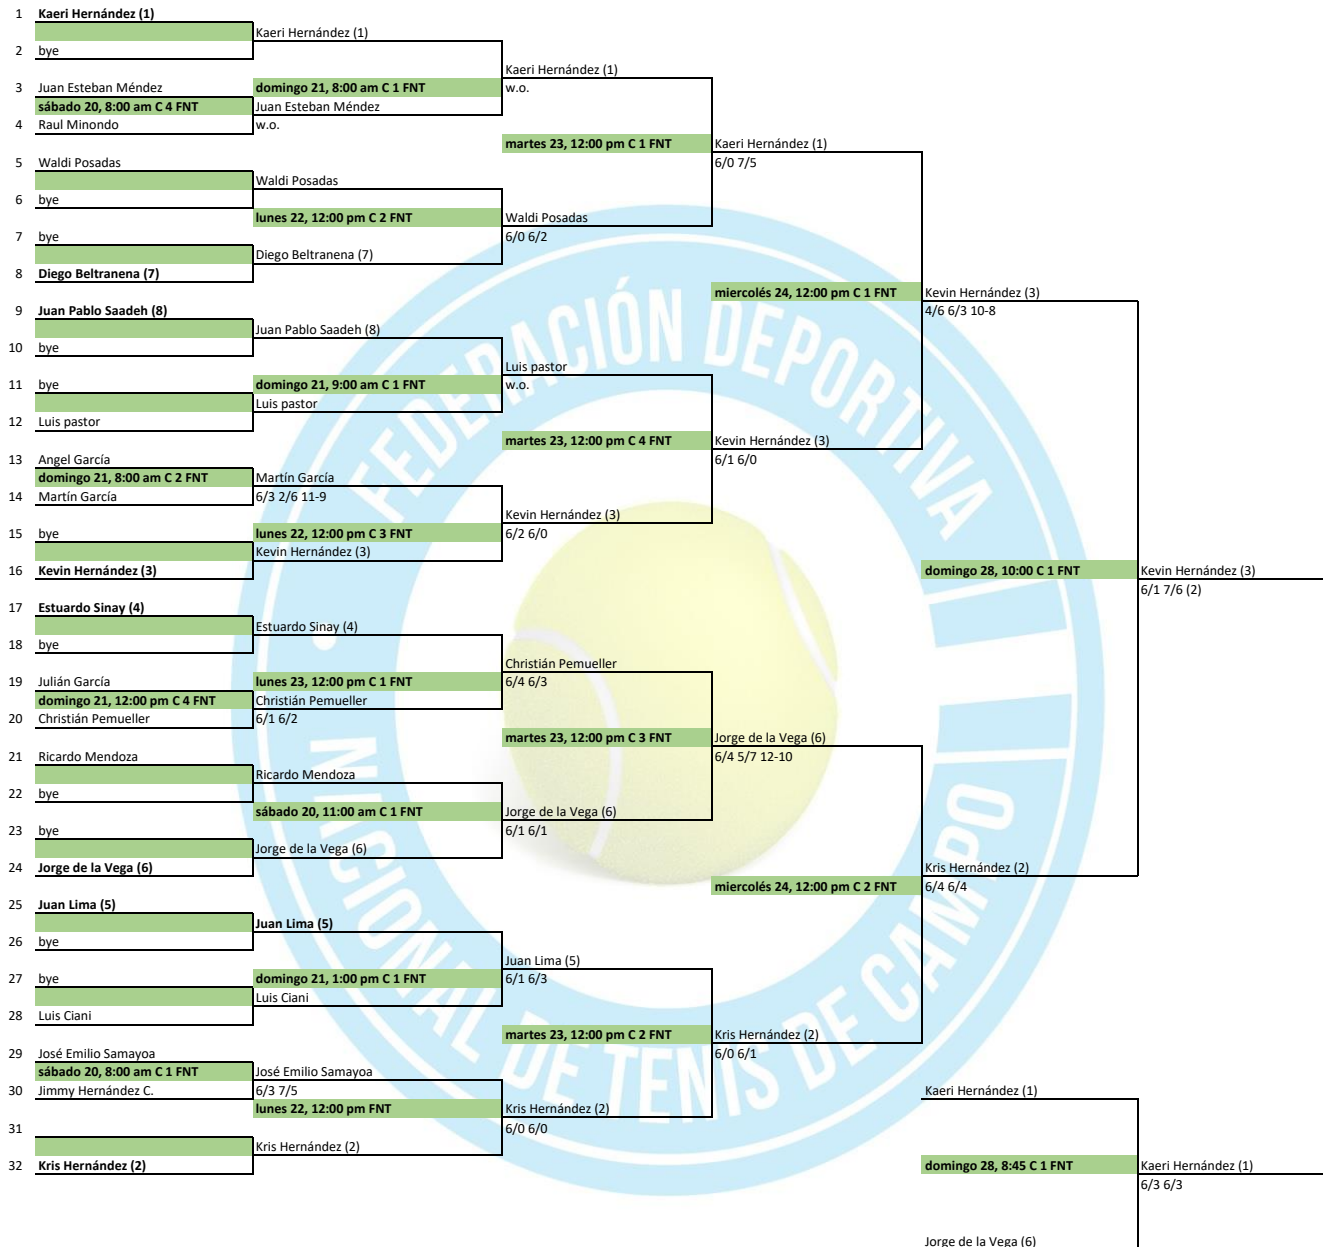 1 Kaeri Hernández (1)
Kaeri Hernández (1)
2 bye
Kaeri Hernández (1)
3 Juan Esteban Méndez
domingo 21, 8:00 am C 1 FNT
w.o.
sábado 20, 8:00 am C 4 FNT
Juan Esteban Méndez
4 Raul Minondo
w.o.
martes 23, 12:00 pm C 1 FNT
Kaeri Hernández (1)
5 Waldi Posadas
6/0 7/5
Waldi Posadas
6 bye
lunes 22, 12:00 pm C 2 FNT
Waldi Posadas
7 bye
6/0 6/2
Diego Beltranena (7)
8 Diego Beltranena (7)
miercolés 24, 12:00 pm C 1 FNT
Kevin Hernández (3)
9 Juan Pablo Saadeh (8)
4/6 6/3 10-8
Juan Pablo Saadeh (8)
10 bye
Luis pastor
11 bye
domingo 21, 9:00 am C 1 FNT
w.o.
Luis pastor
12 Luis pastor
martes 23, 12:00 pm C 4 FNT
Kevin Hernández (3)
13 Angel García
6/1 6/0
domingo 21, 8:00 am C 2 FNT
Martín García
14 Martín García
6/3 2/6 11-9
Kevin Hernández (3)
15 bye
lunes 22, 12:00 pm C 3 FNT
6/2 6/0
Kevin Hernández (3)
16 Kevin Hernández (3)
domingo 28, 10:00 C 1 FNT
Kevin Hernández (3)
6/1 7/6 (2)
17 Estuardo Sinay (4)
Estuardo Sinay (4)
18 bye
Christián Pemueller
19 Julián García
lunes 23, 12:00 pm C 1 FNT
6/4 6/3
domingo 21, 12:00 pm C 4 FNT
Christián Pemueller
20 Christián Pemueller
6/1 6/2
martes 23, 12:00 pm C 3 FNT
Jorge de la Vega (6)
21 Ricardo Mendoza
6/4 5/7 12-10
Ricardo Mendoza
22 bye
sábado 20, 11:00 am C 1 FNT
Jorge de la Vega (6)
23 bye
6/1 6/1
Jorge de la Vega (6)
24 Jorge de la Vega (6)
Kris Hernández (2)
miercolés 24, 12:00 pm C 2 FNT
6/4 6/4
25 Juan Lima (5)
Juan Lima (5)
26 bye
Juan Lima (5)
27 bye
domingo 21, 1:00 pm C 1 FNT
6/1 6/3
Luis Ciani
28 Luis Ciani
martes 23, 12:00 pm C 2 FNT
Kris Hernández (2)
29 José Emilio Samayoa
6/0 6/1
sábado 20, 8:00 am C 1 FNT
José Emilio Samayoa
30 Jimmy Hernández C.
6/3 7/5
Kaeri Hernández (1)
lunes 22, 12:00 pm FNT
Kris Hernández (2)
31
6/0 6/0
Kris Hernández (2)
32 Kris Hernández (2)
domingo 28, 8:45 C 1 FNT
Kaeri Hernández (1)
6/3 6/3
Jorge de la Vega (6)
FEDERACIÓN DEPORTIVA
NACIONAL DE TENIS DE CAMPO